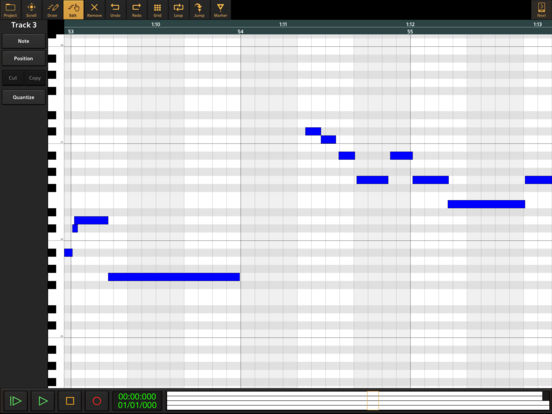 Project Scroll Draw Edit Remove Undo Redo Grid Loop Jump Marker Next
Track 3
1:10 1:11 1:12 1:13
53 54 55
Note
Position
Cut Copy
Quantize
00:00:000
01/01/000